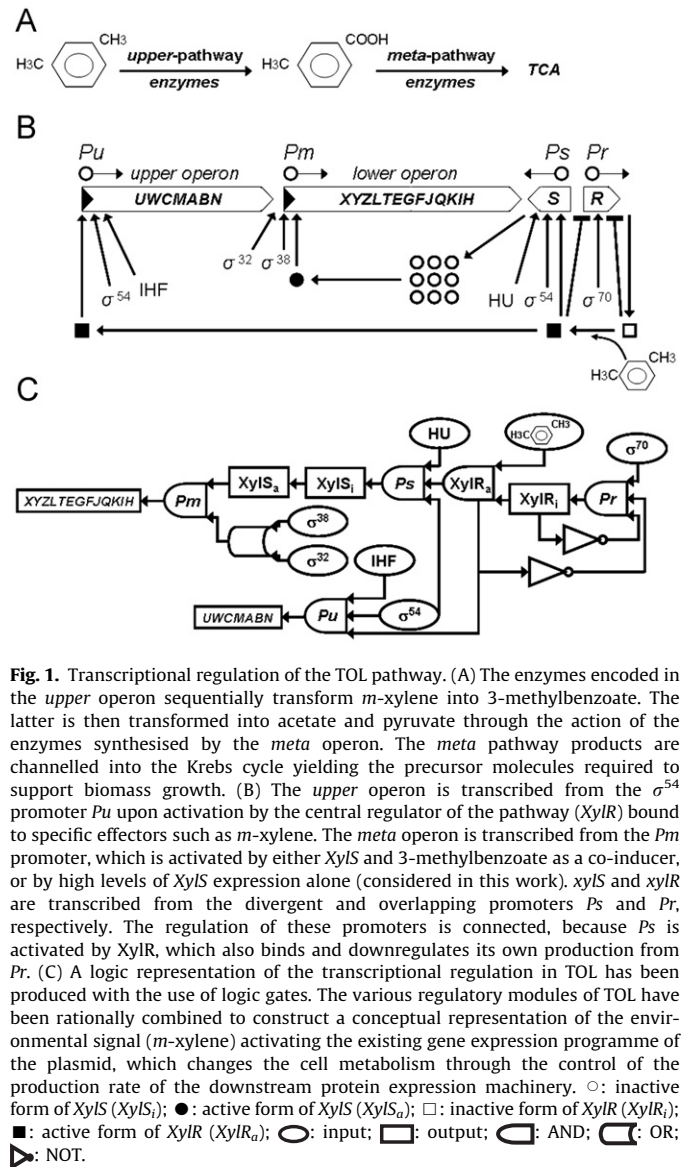 A
CH3
COOH
H3C
upper-pathway
enzymes
H3C
meta-pathway
enzymes
TCA
B
Pu
upper operon
Pm
lower operon
Ps
Pr
UWCMABN
XYZLTEGFJQKIH
S
R
σ54
IHF
σ32
σ38
HU
σ54
σ70
CH3
H3C
C
HU
H3C
CH3
σ70
XYZLTEGFJQKIH
Pm
XylSa
XylSi
Ps
XylRa
XylRi
Pr
σ38
σ32
IHF
UWCMABN
Pu
σ54
Fig. 1. Transcriptional regulation of the TOL pathway. (A) The enzymes encoded in
the upper operon sequentially transform m-xylene into 3-methylbenzoate. The
latter is then transformed into acetate and pyruvate through the action of the
enzymes synthesised by the meta operon. The meta pathway products are
channelled into the Krebs cycle yielding the precursor molecules required to
support biomass growth. (B) The upper operon is transcribed from the σ54
promoter Pu upon activation by the central regulator of the pathway (XylR) bound
to specific effectors such as m-xylene. The meta operon is transcribed from the Pm
promoter, which is activated by either XylS and 3-methylbenzoate as a co-inducer,
or by high levels of XylS expression alone (considered in this work). xylS and xylR
are transcribed from the divergent and overlapping promoters Ps and Pr,
respectively. The regulation of these promoters is connected, because Ps is
activated by XylR, which also binds and downregulates its own production from
Pr. (C) A logic representation of the transcriptional regulation in TOL has been
produced with the use of logic gates. The various regulatory modules of TOL have
been rationally combined to construct a conceptual representation of the envir-
onmental signal (m-xylene) activating the existing gene expression programme of
the plasmid, which changes the cell metabolism through the control of the
production rate of the downstream protein expression machinery. ○: inactive
form of XylS (XylSi); ●: active form of XylS (XylSa); □: inactive form of XylR (XylRi);
■: active form of XylR (XylRa); : input; : output; : AND; : OR;
: NOT.